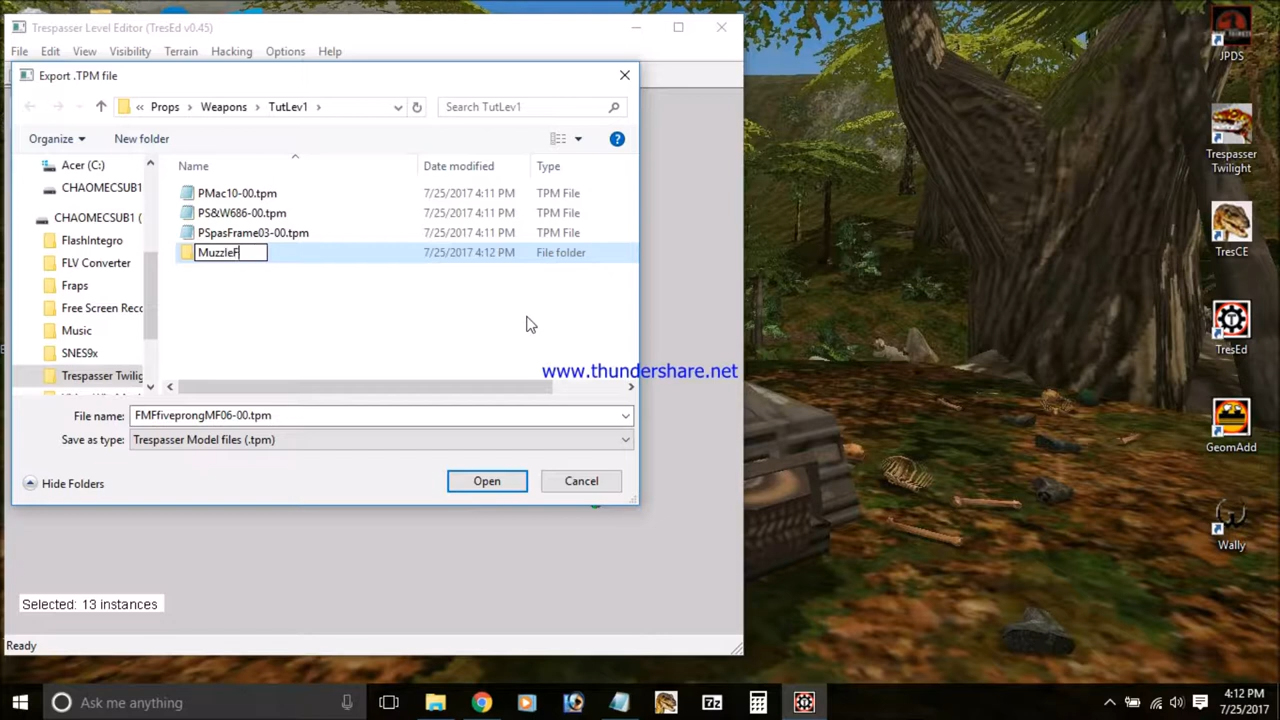 Trespasser Level Editor (TresEd v0.45)
File Edit View Visibility Terrain Hacking Options Help
Export .TPM file
« Props › Weapons › TutLev1 ›
Search TutLev1
Organize
New folder
Name
Date modified
Type
Acer (C:)
CHAOMECSUB1
CHAOMECSUB1 (
FlashIntegro
FLV Converter
Fraps
Free Screen Reco
Music
SNES9x
Trespasser Twilig
PMac10-00.tpm 7/25/2017 4:11 PM TPM File
PS&W686-00.tpm 7/25/2017 4:11 PM TPM File
PSpasFrame03-00.tpm 7/25/2017 4:11 PM TPM File
MuzzleF 7/25/2017 4:12 PM File folder
www.thundershare.net
File name: FMFfiveprongMF06-00.tpm
Save as type: Trespasser Model files (.tpm)
Hide Folders
Open
Cancel
Selected: 13 instances
Ready
JPDS
Trespasser
Twilight
TresCE
TresEd
GeomAdd
Wally
Ask me anything
4:12 PM
7/25/2017